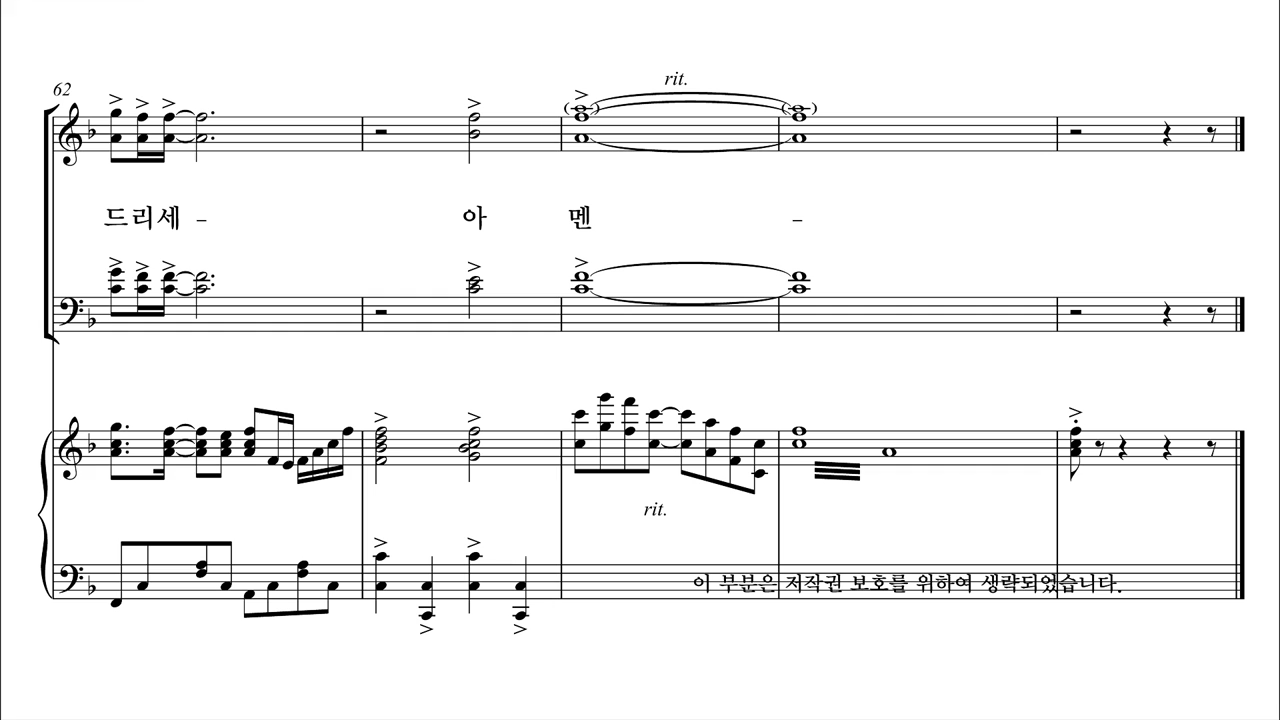 62
rit.
드리세 - 아 멘 -
rit.
이 부분은 저작권 보호를 위하여 생략되었습니다.